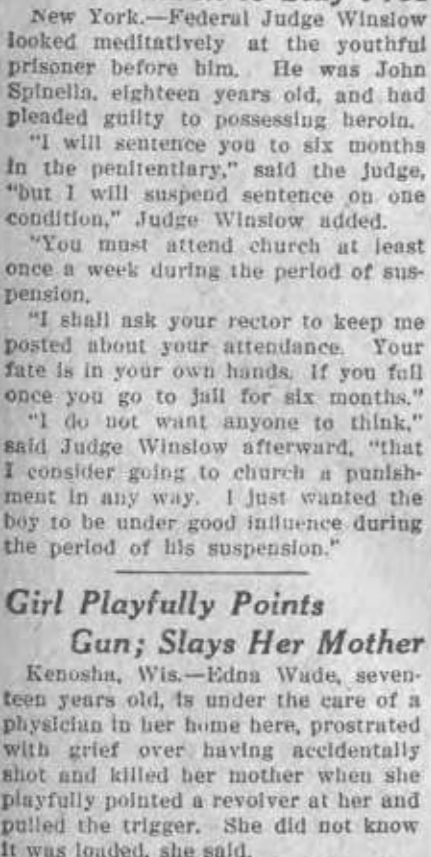 New York.—Federal Judge Winslow
looked meditatively at the youthful
prisoner before him. He was John
Spinella, eighteen years old, and had
pleaded guilty to possessing heroin.
"I will sentence you to six months
in the penitentiary," said the judge,
"but I will suspend sentence on one
condition," Judge Winslow added.
"You must attend church at least
once a week during the period of sus-
pension.
"I shall ask your rector to keep me
posted about your attendance. Your
fate is in your own hands. If you fail
once you go to jail for six months."
"I do not want anyone to think,"
said Judge Winslow afterward, "that
I consider going to church a punish-
ment in any way. I just wanted the
boy to be under good influence during
the period of his suspension."
Girl Playfully Points
Gun; Slays Her Mother
Kenosha, Wis.—Edna Wade, seven-
teen years old, is under the care of a
physician in her home here, prostrated
with grief over having accidentally
shot and killed her mother when she
playfully pointed a revolver at her and
pulled the trigger. She did not know
it was loaded, she said.